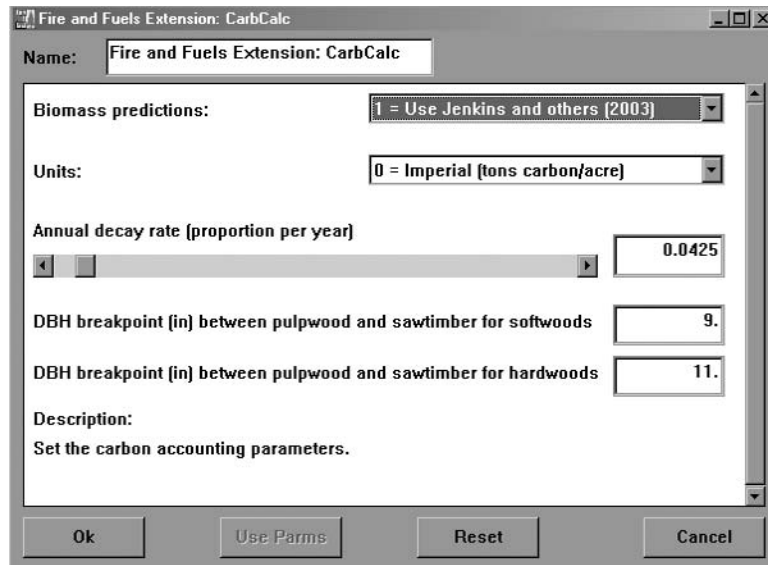 Fire and Fuels Extension: CarbCalc
Name: Fire and Fuels Extension: CarbCalc
Biomass predictions: 1 = Use Jenkins and others (2003)
Units: 0 = Imperial (tons carbon/acre)
Annual decay rate (proportion per year)
0.0425
DBH breakpoint (in) between pulpwood and sawtimber for softwoods 9.
DBH breakpoint (in) between pulpwood and sawtimber for hardwoods 11.
Description:
Set the carbon accounting parameters.
Ok Use Parms Reset Cancel